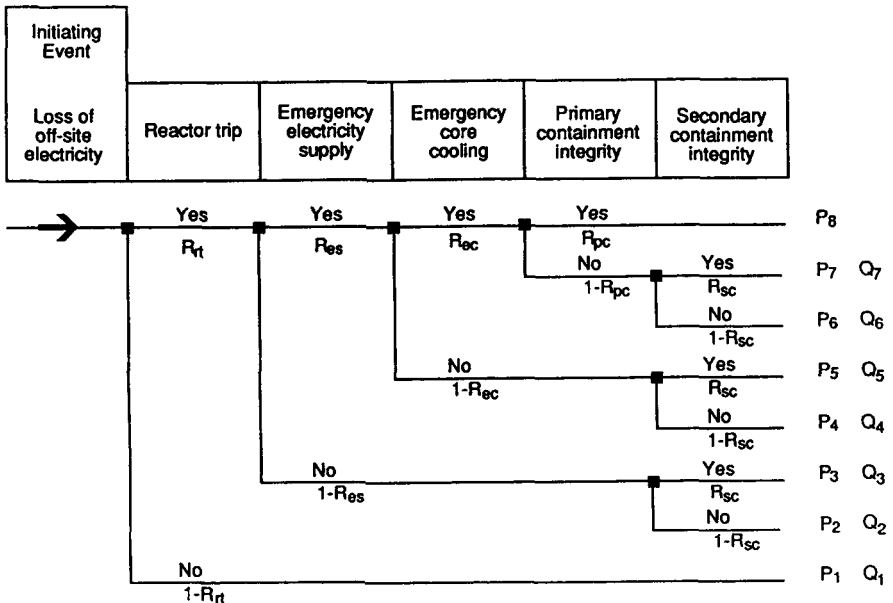 Initiating
Event
Loss of
off-site
electricity
Reactor trip
Emergency
electricity
supply
Emergency
core
cooling
Primary
containment
integrity
Secondary
containment
integrity
Yes Yes Yes Yes P8
Rrt Res Rec Rpc
No Yes P7 Q7
1-Rpc Rsc
No P6 Q6
1-Rsc
No Yes P5 Q5
1-Rec Rsc
No P4 Q4
1-Rsc
No Yes P3 Q3
1-Res Rsc
No P2 Q2
1-Rsc
No P1 Q1
1-Rrt